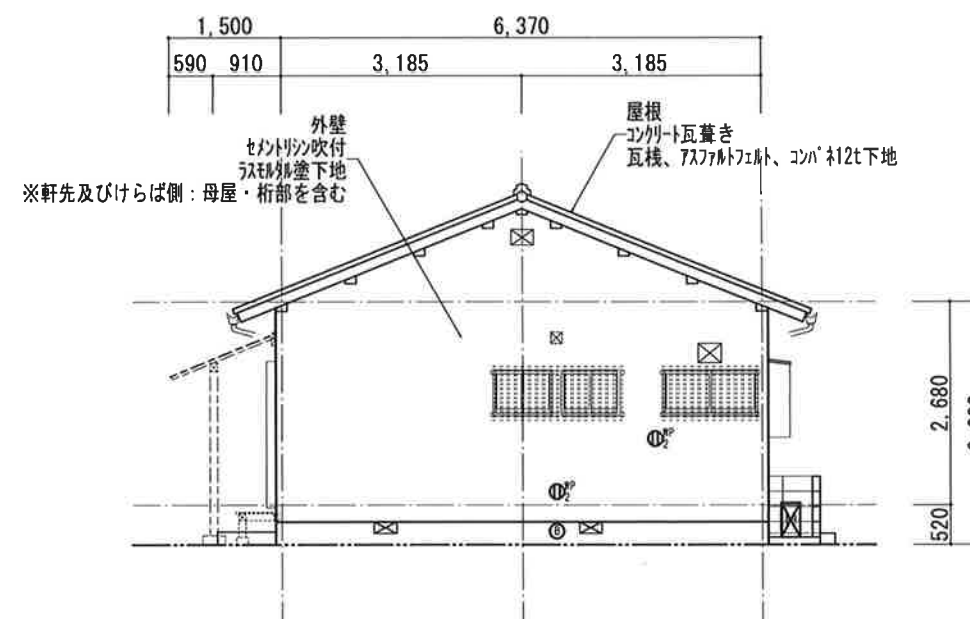 1,500
6,370
590
910
3,185
3,185
外壁
セメントリシン吹付
ラスモルタル塗下地
※軒先及びけらば側：母屋・桁部を含む
屋根
コンクリート瓦葺き
瓦桟、アスファルトフェルト、コンパネ12t下地
2,680
520
WP
2
WP
2
B